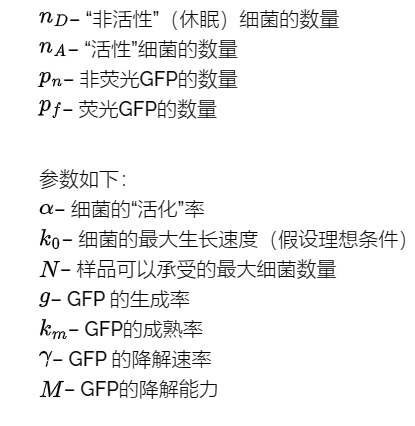 n_D– “非活性”（休眠）细菌的数量
n_A– “活性”细菌的数量
p_n– 非荧光GFP的数量
p_f– 荧光GFP的数量
参数如下：
α– 细菌的“活化”率
k_0– 细菌的最大生长速度（假设理想条件）
N– 样品可以承受的最大细菌数量
g– GFP 的生成率
k_m– GFP的成熟率
γ– GFP 的降解速率
M– GFP的降解能力